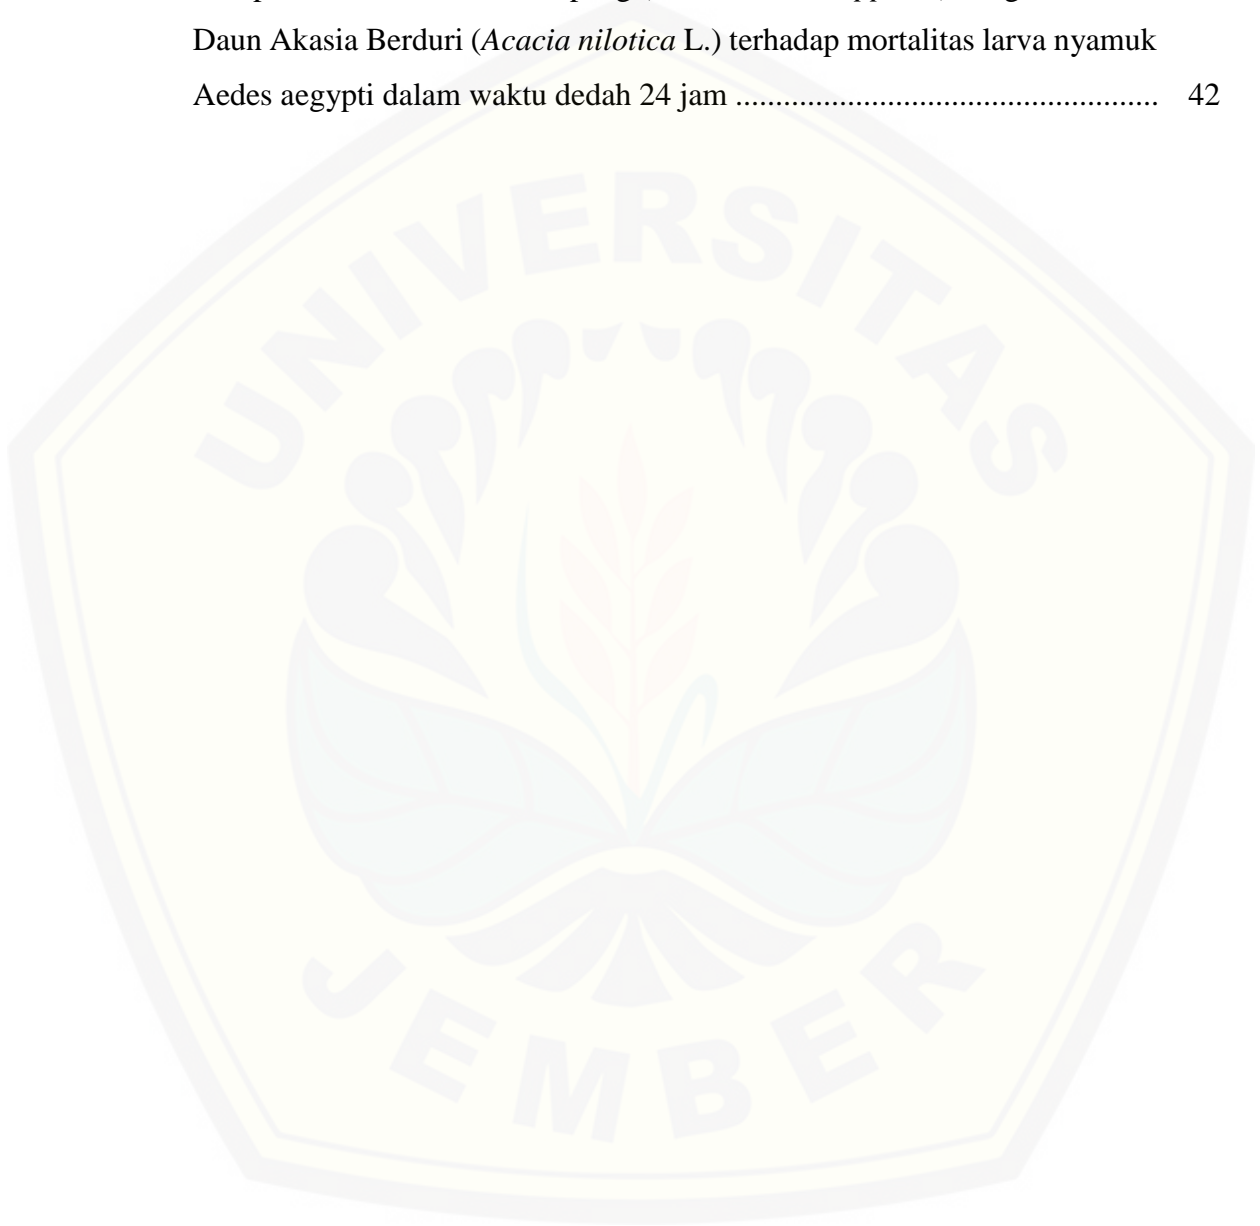 Daun Akasia Berduri (Acacia nilotica L.) terhadap mortalitas larva nyamuk
Aedes aegypti dalam waktu dedah 24 jam ..................................................... 42
UNIVERSITAS
JEMBER